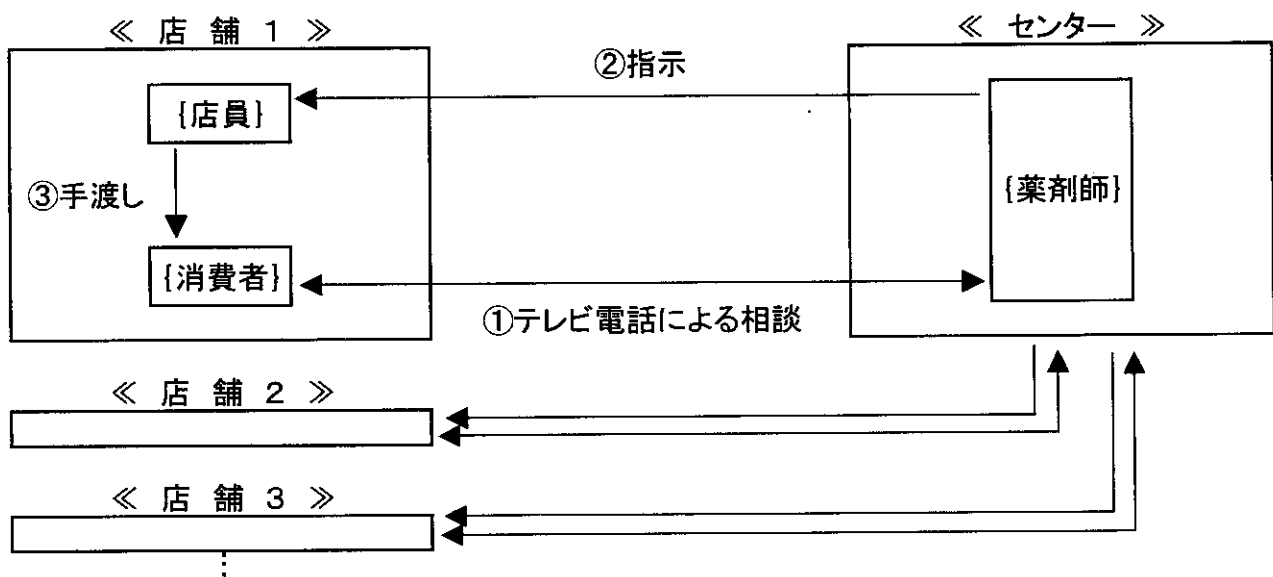 ≪ 店 舗 1 ≫
≪ センター ≫
②指示
{店員}
{薬剤師}
③手渡し
{消費者}
①テレビ電話による相談
≪ 店 舗 2 ≫
≪ 店 舗 3 ≫